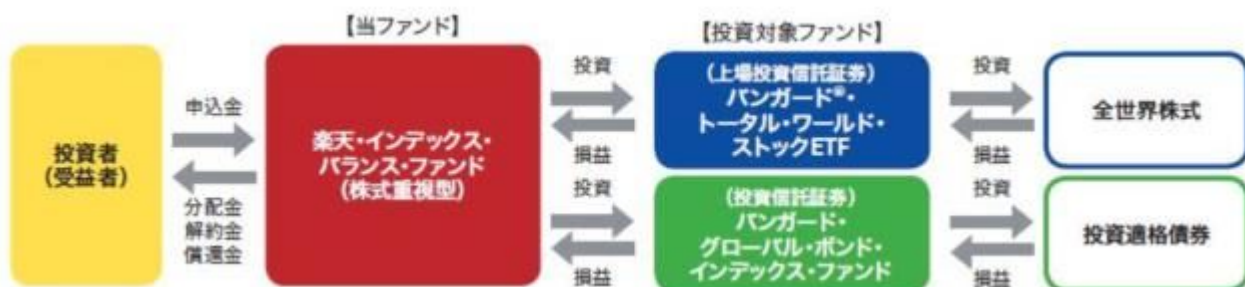 【当ファンド】
【投資対象ファンド】
投資者
(受益者)
申込金
分配金
解約金
償還金
楽天・インデックス・
バランス・ファンド
(株式重視型)
投資
損益
投資
損益
(上場投資信託証券)
バンガード®・
トータル・ワールド・
ストックETF
(投資信託証券)
バンガード・
グローバル・ボンド・
インデックス・ファンド
投資
損益
投資
損益
全世界株式
投資適格債券